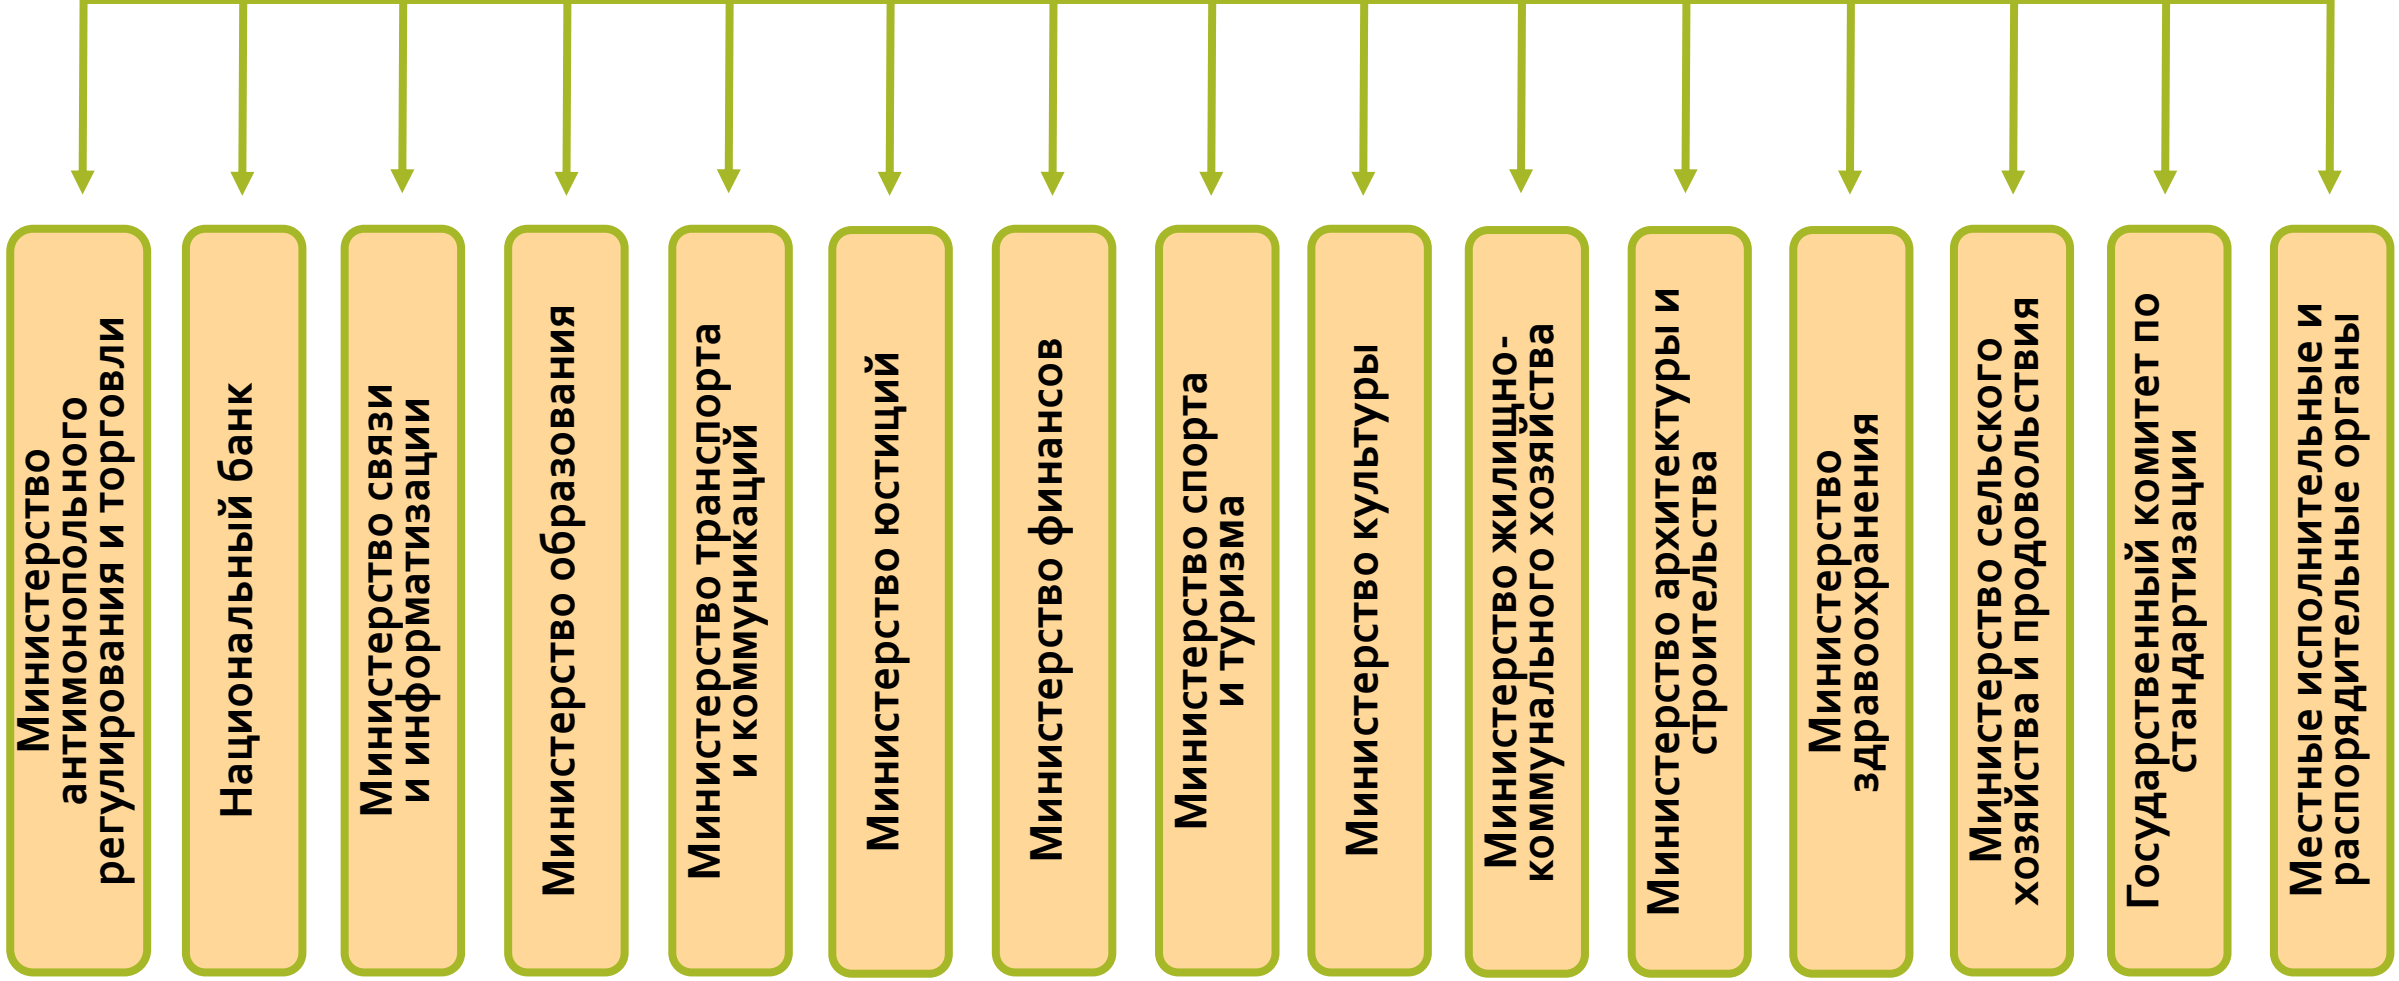 Министерство
антимонопольного
регулирования и торговли
Национальный банк
Министерство связи
и информатизации
Министерство образования
Министерство транспорта
и коммуникаций
Министерство юстиций
Министерство финансов
Министерство спорта
и туризма
Министерство культуры
Министерство жилищно-
коммунального хозяйства
Министерство архитектуры и
строительства
Министерство
здравоохранения
Министерство сельского
хозяйства и продовольствия
Государственный комитет по
стандартизации
Местные исполнительные и
распорядительные органы